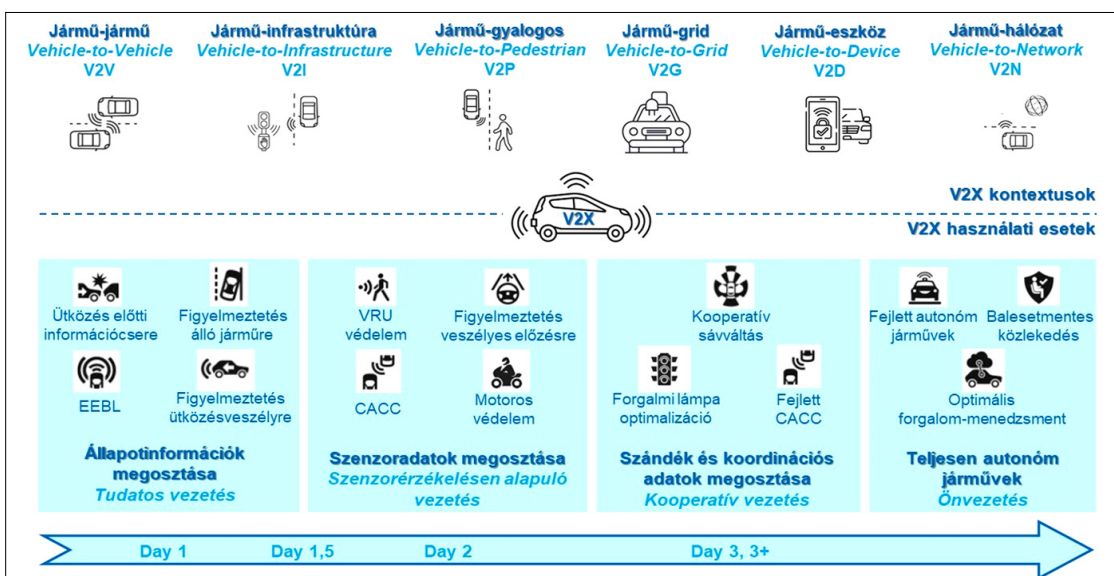 Jármű-jármű
Vehicle-to-Vehicle
V2V
Jármű-infrastruktúra
Vehicle-to-Infrastructure
V2I
Jármű-gyalogos
Vehicle-to-Pedestrian
V2P
Jármű-grid
Vehicle-to-Grid
V2G
Jármű-eszköz
Vehicle-to-Device
V2D
Jármű-hálózat
Vehicle-to-Network
V2N
V2X
V2X kontextusok
V2X használati esetek
Ütközés előtti
információcsere
Figyelmeztetés
álló járműre
EEBL
Figyelmeztetés
ütközésveszélyre
Állapotinformációk
megosztása
Tudatos vezetés
VRU
védelem
Figyelmeztetés
veszélyes előzésre
CACC
Motoros
védelem
Szenzoradatok megosztása
Szenzorérzékelésen alapuló
vezetés
Kooperatív
sávváltás
Forgalmi lámpa
optimalizáció
Fejlett
CACC
Szándék és koordinációs
adatok megosztása
Kooperatív vezetés
Fejlett autonóm
járművek
Balesetmentes
közlekedés
Optimális
forgalom-menedzsment
Teljesen autonóm
járművek
Önvezetés
Day 1
Day 1,5
Day 2
Day 3, 3+